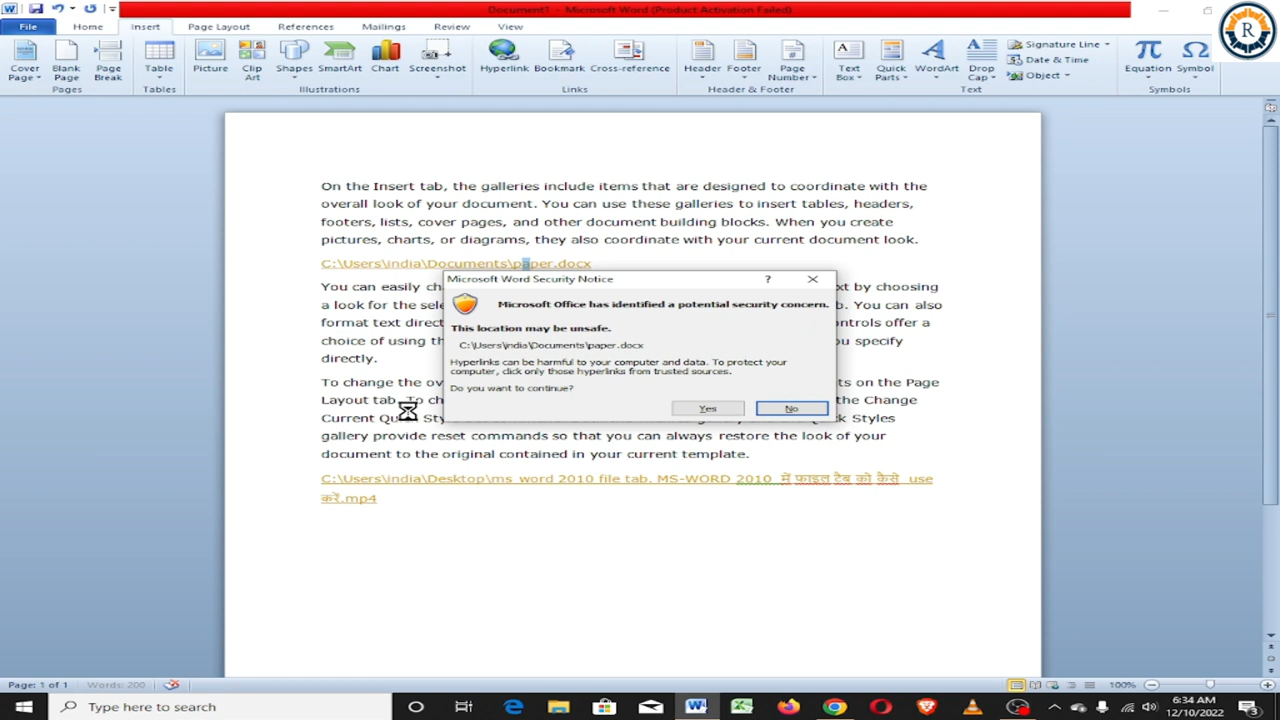 Document1 - Microsoft Word (Product Activation Failed)
File Home Insert Page Layout References Mailings Review View
Cover Page Blank Page Page Break Table Picture Clip Art Shapes SmartArt Chart Screenshot Hyperlink Bookmark Cross-reference Header Footer Page Number Text Box Quick Parts WordArt Drop Cap Signature Line Date & Time Object Equation Symbol
Pages Tables Illustrations Links Header & Footer Text Symbols
R
On the Insert tab, the galleries include items that are designed to coordinate with the
overall look of your document. You can use these galleries to insert tables, headers,
footers, lists, cover pages, and other document building blocks. When you create
pictures, charts, or diagrams, they also coordinate with your current document look.
C:\Users\india\Documents\paper.docx
You can easily ch
xt by choosing
a look for the sele
b. You can also
format text direct
ntrols offer a
choice of using th
u specify
directly.
Microsoft Word Security Notice
?
Microsoft Office has identified a potential security concern.
This location may be unsafe.
C:\Users\india\Documents\paper.docx
Hyperlinks can be harmful to your computer and data. To protect your
computer, click only those hyperlinks from trusted sources.
Do you want to continue?
Yes No
To change the ov
ts on the Page
Layout tab. To ch
the Change
Current Qu
Styles
gallery provide reset commands so that you can always restore the look of your
document to the original contained in your current template.
C:\Users\india\Desktop\ms word 2010 file tab. MS-WORD 2010 में फाइल टैब को कैसे use
करें.mp4
Page: 1 of 1 Words: 200 100%
Type here to search
6:34 AM
12/10/2022
3